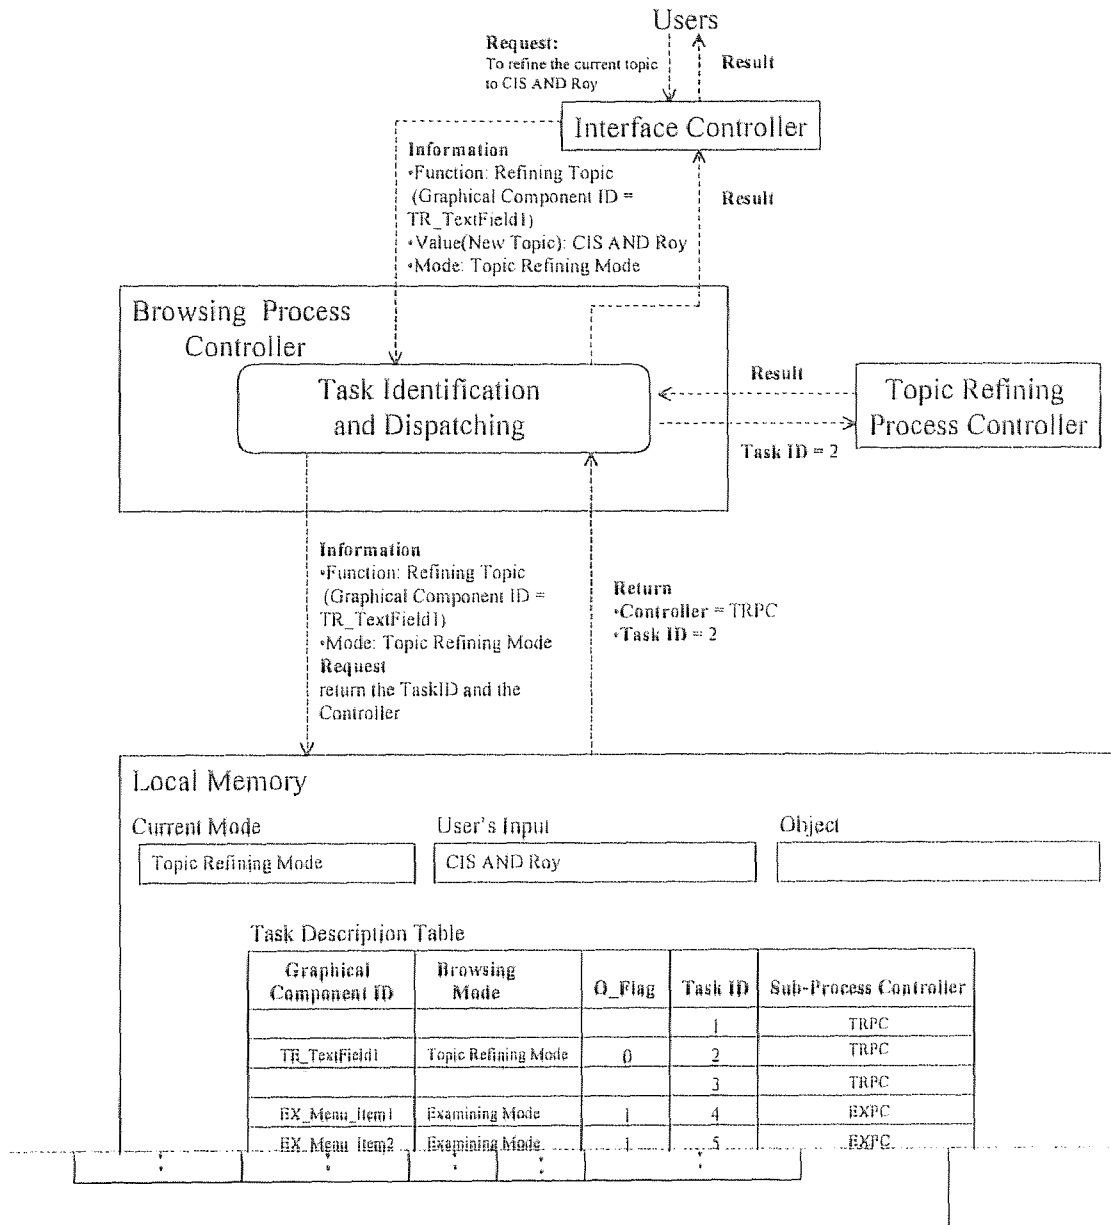 Users
Request:
To refine the current topic
to CIS AND Roy
Result
Interface Controller
Information
•Function: Refining Topic
(Graphical Component ID =
TR_TextField1)
•Value(New Topic): CIS AND Roy
•Mode: Topic Refining Mode
Result
Browsing Process
Controller
Task Identification
and Dispatching
Result
Topic Refining
Process Controller
Task ID = 2
Information
•Function: Refining Topic
(Graphical Component ID =
TR_TextField1)
•Mode: Topic Refining Mode
Request
return the TaskID and the
Controller
Return
•Controller = TRPC
•Task ID = 2
Local Memory
Current Mode User's Input Object
Topic Refining Mode CIS AND Roy
Task Description Table
Graphical Browsing
Component ID Mode O_Flag Task ID Sub-Process Controller
1 TRPC
TR_TextField1 Topic Refining Mode 0 2 TRPC
3 TRPC
EX_Menu_Item1 Examining Mode 1 4 EXPC
EX_Menu_Item2 Examining Mode 1 5 EXPC